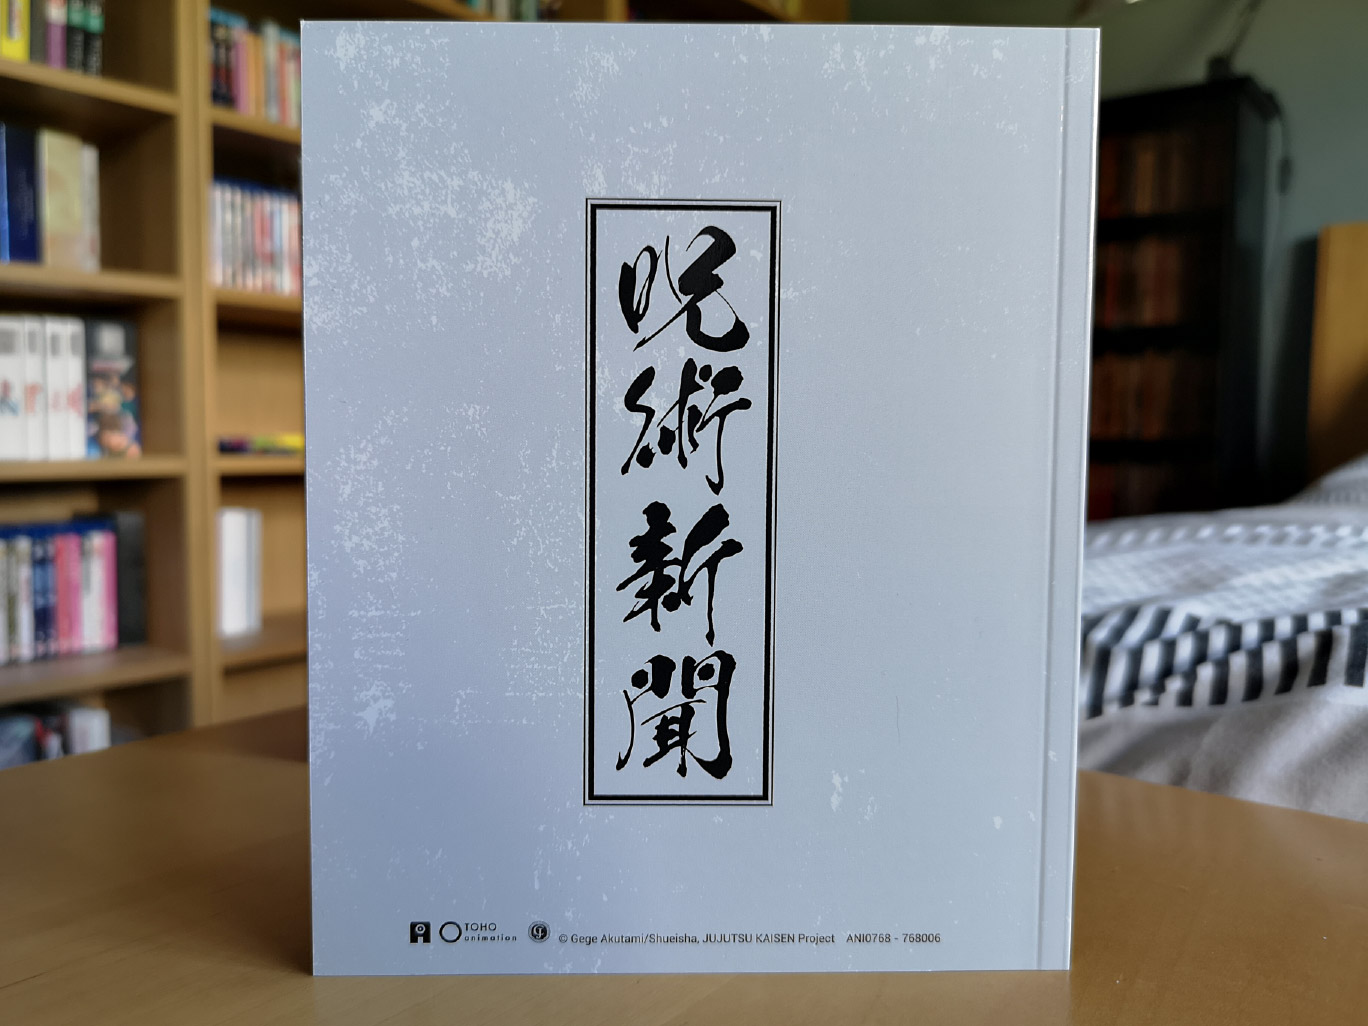 呪術新聞
TOHO
animation
© Gege Akutami/Shueisha, JUJUTSU KAISEN Project ANI0768 - 768006